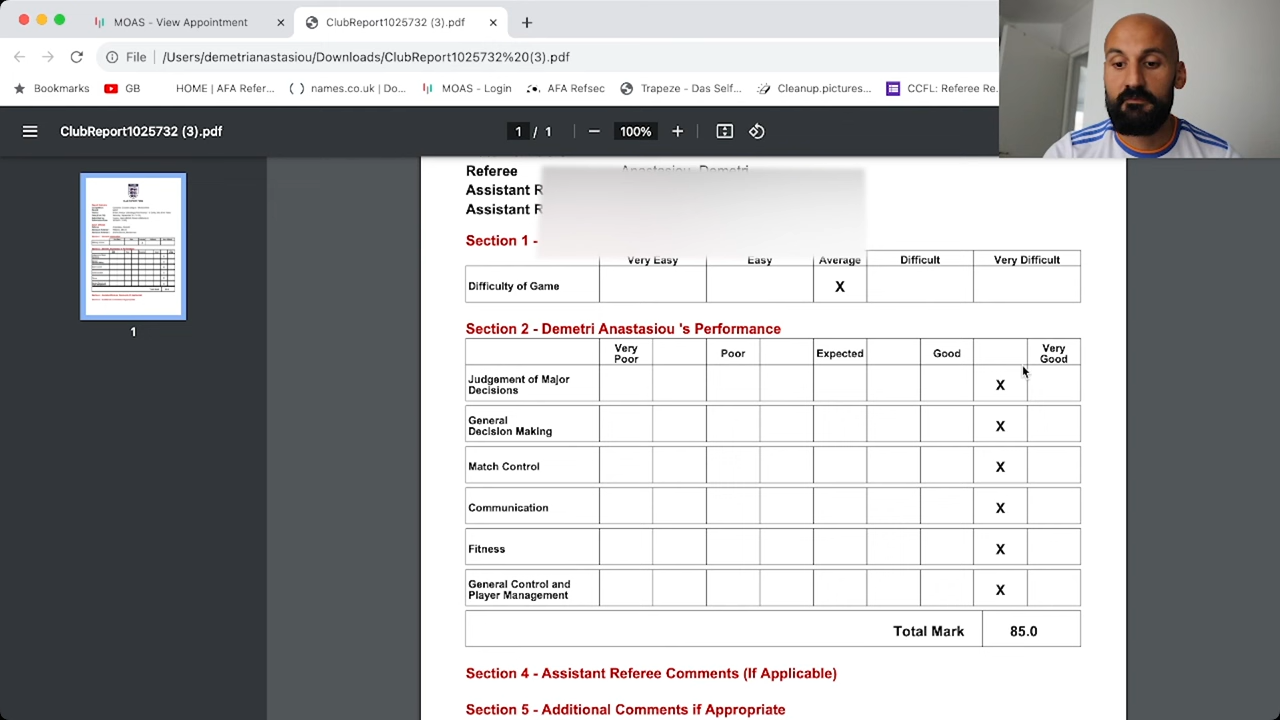 MOAS - View Appointment
ClubReport1025732 (3).pdf
File /Users/demetrianastasiou/Downloads/ClubReport1025732%20(3).pdf
Bookmarks GB HOME | AFA Refer... names.co.uk | Do... MOAS - Login AFA Refsec Trapeze - Das Self... Cleanup.pictures... CCFL: Referee Re
ClubReport1025732 (3).pdf 1 / 1 100%
1
Referee Anastasiou, Demetri
Assistant R
Assistant R
Section 1 -
Very Easy Easy Average Difficult Very Difficult
Difficulty of Game X
Section 2 - Demetri Anastasiou 's Performance
Very Poor Poor Expected Good Very Good
Judgement of Major
Decisions X
General
Decision Making X
Match Control X
Communication X
Fitness X
General Control and
Player Management X
Total Mark 85.0
Section 4 - Assistant Referee Comments (If Applicable)
Section 5 - Additional Comments if Appropriate